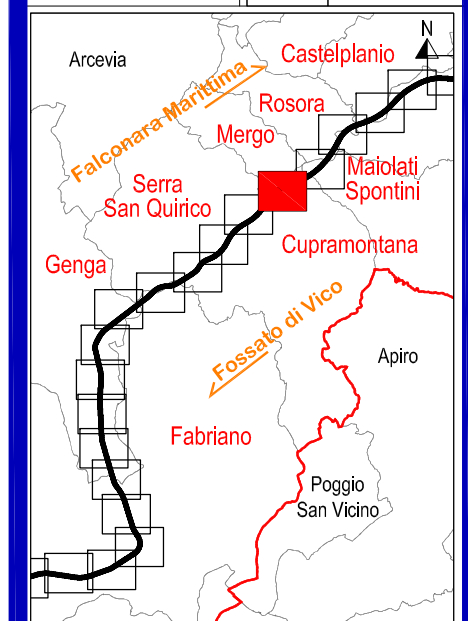 N
Castelplanio
Arcevia
Falconara Marittima
Rosora
Mergo
Maiolati
Spontini
Serra
San Quirico
Cupramontana
Genga
Fossato di Vico
Apiro
Fabriano
Poggio
San Vicino